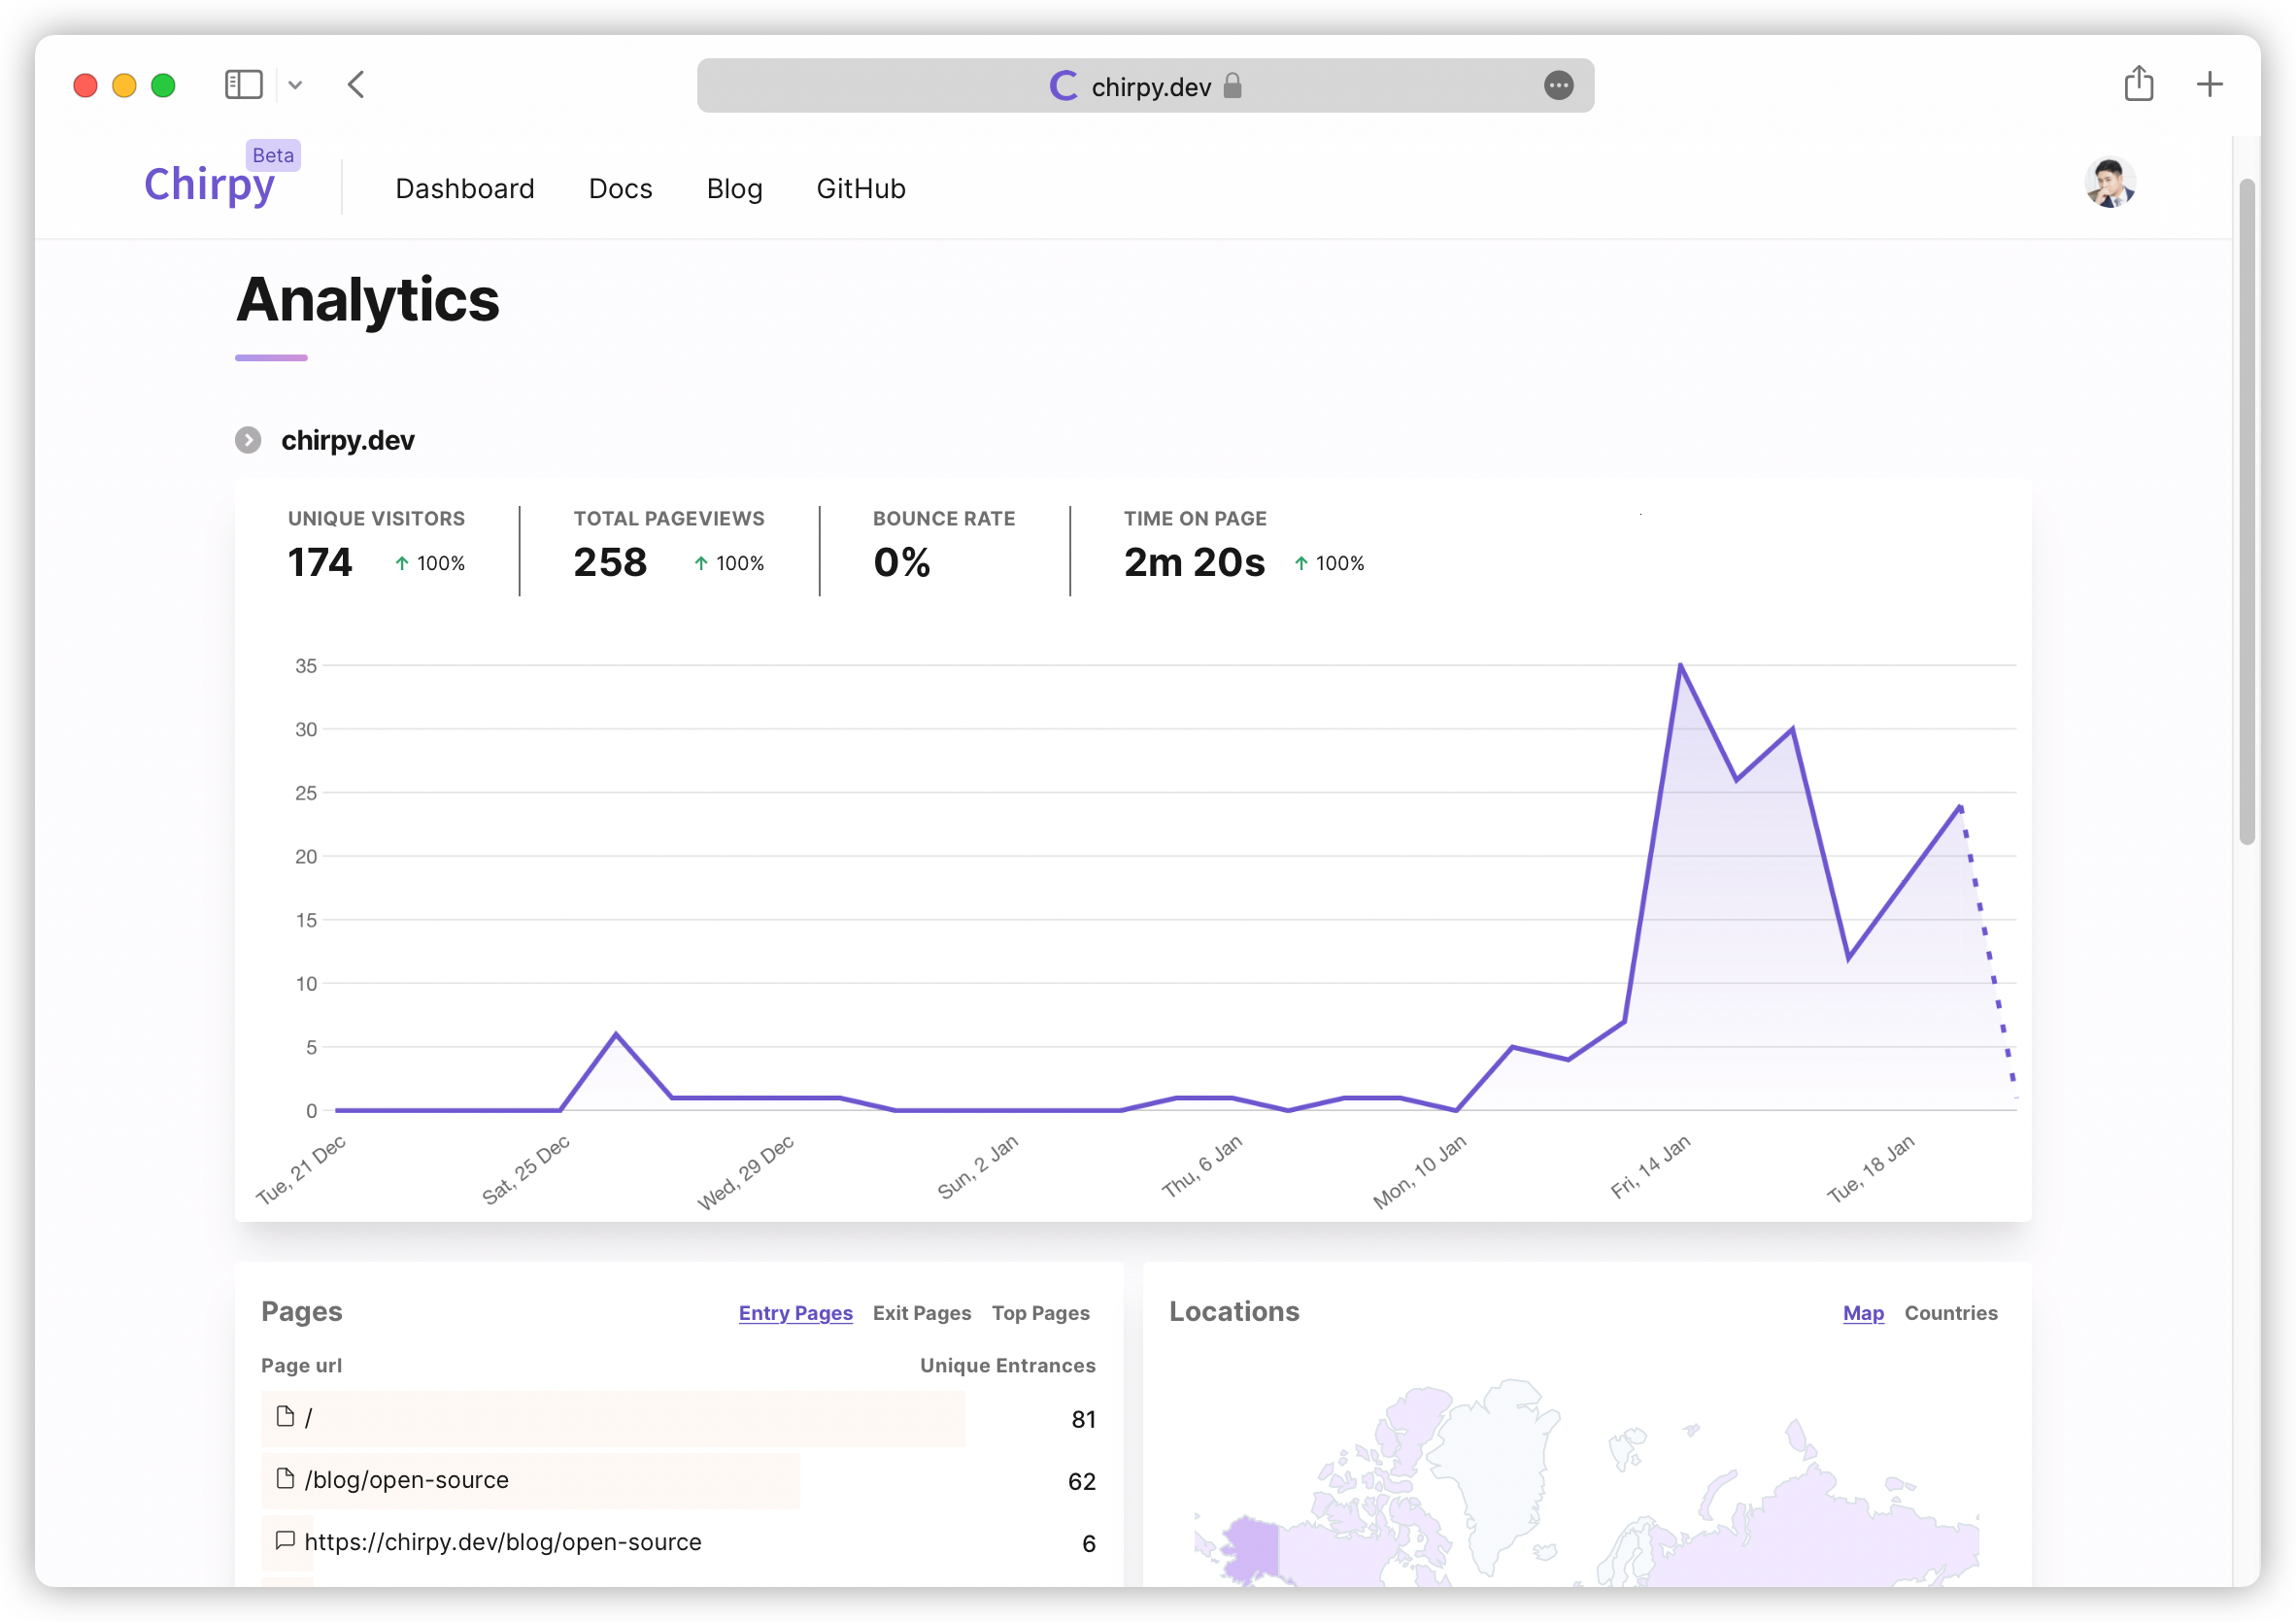 chirpy.dev
Chirpy Beta
Dashboard Docs Blog GitHub
Analytics
chirpy.dev
UNIQUE VISITORS TOTAL PAGEVIEWS BOUNCE RATE TIME ON PAGE
174 ↑ 100% 258 ↑ 100% 0% 2m 20s ↑ 100%
35
30
25
20
15
10
5
0
Tue, 21 Dec Sat, 25 Dec Wed, 29 Dec Sun, 2 Jan Thu, 6 Jan Mon, 10 Jan Fri, 14 Jan Tue, 18 Jan
Pages Entry Pages Exit Pages Top Pages
Page url Unique Entrances
/ 81
/blog/open-source 62
https://chirpy.dev/blog/open-source 6
Locations Map Countries